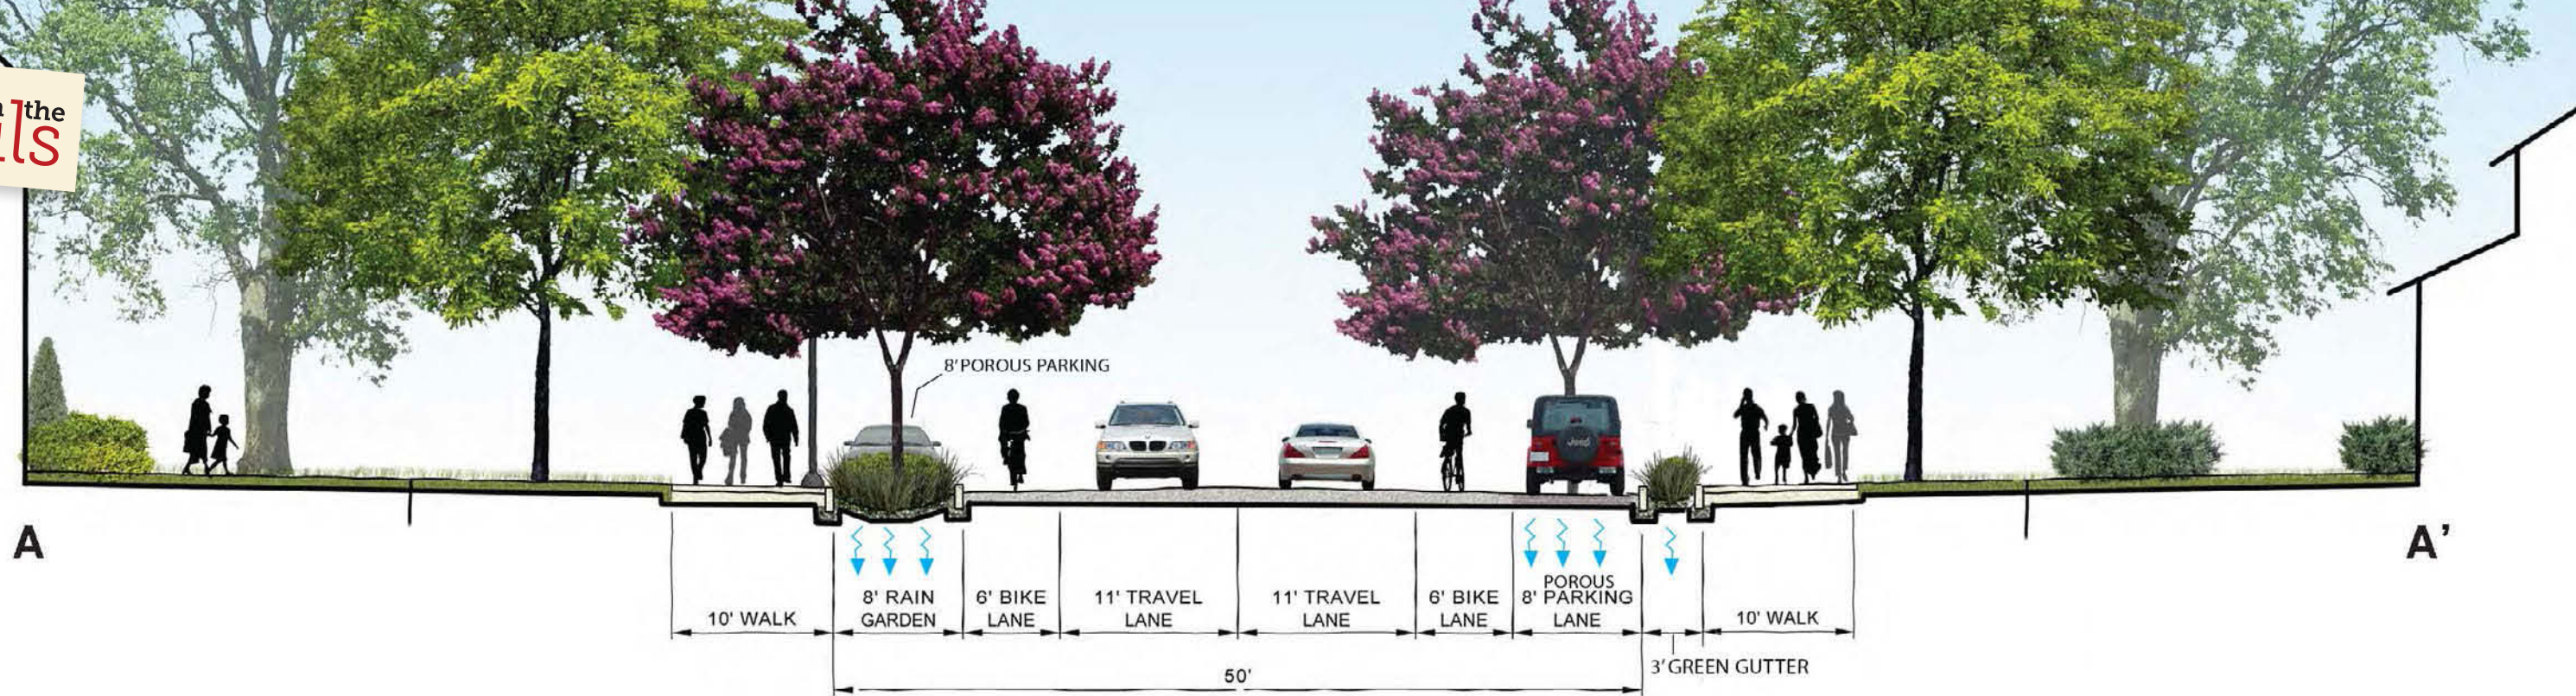 the
8' POROUS PARKING
Jeep
A
A'
10' WALK
8' RAIN
GARDEN
6' BIKE
LANE
11' TRAVEL
LANE
11' TRAVEL
LANE
6' BIKE
LANE
POROUS
8' PARKING
LANE
10' WALK
3' GREEN GUTTER
50'